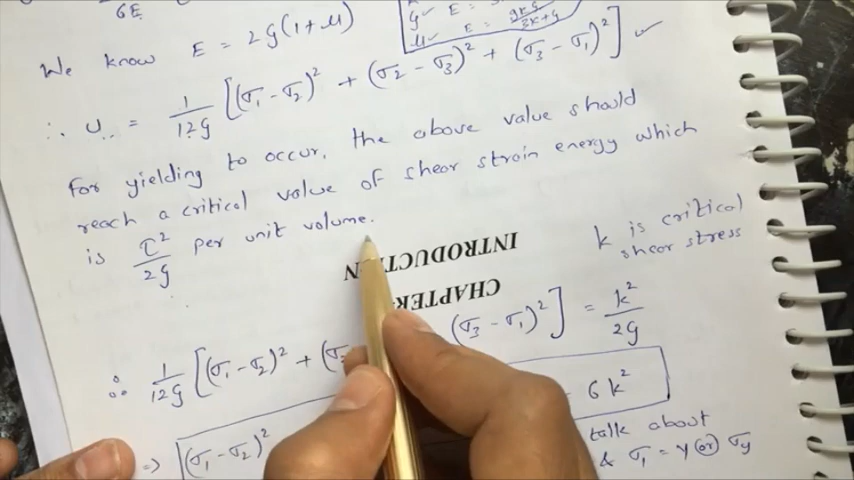 6E
G E =
μ E = 9KG / 3K+G
We know E = 2G(1+μ)
∴ U.. = 1/12G [(σ₁ - σ₂)² + (σ₂ - σ₃)² + (σ₃ - σ₁)²] ✓
For yielding to occur, the above value should
reach a critical value of shear strain energy which
is τ²/2G per unit volume.
k is critical
shear stress
INTRODUCT
CHAPTER
∴ 1/12G [(σ₁ - σ₂)² + (σ₃ - σ₁)²] = k²/2G
=> [(σ₁ - σ₂)² 6k²
talk about
& σ₁ = Y (or) σy